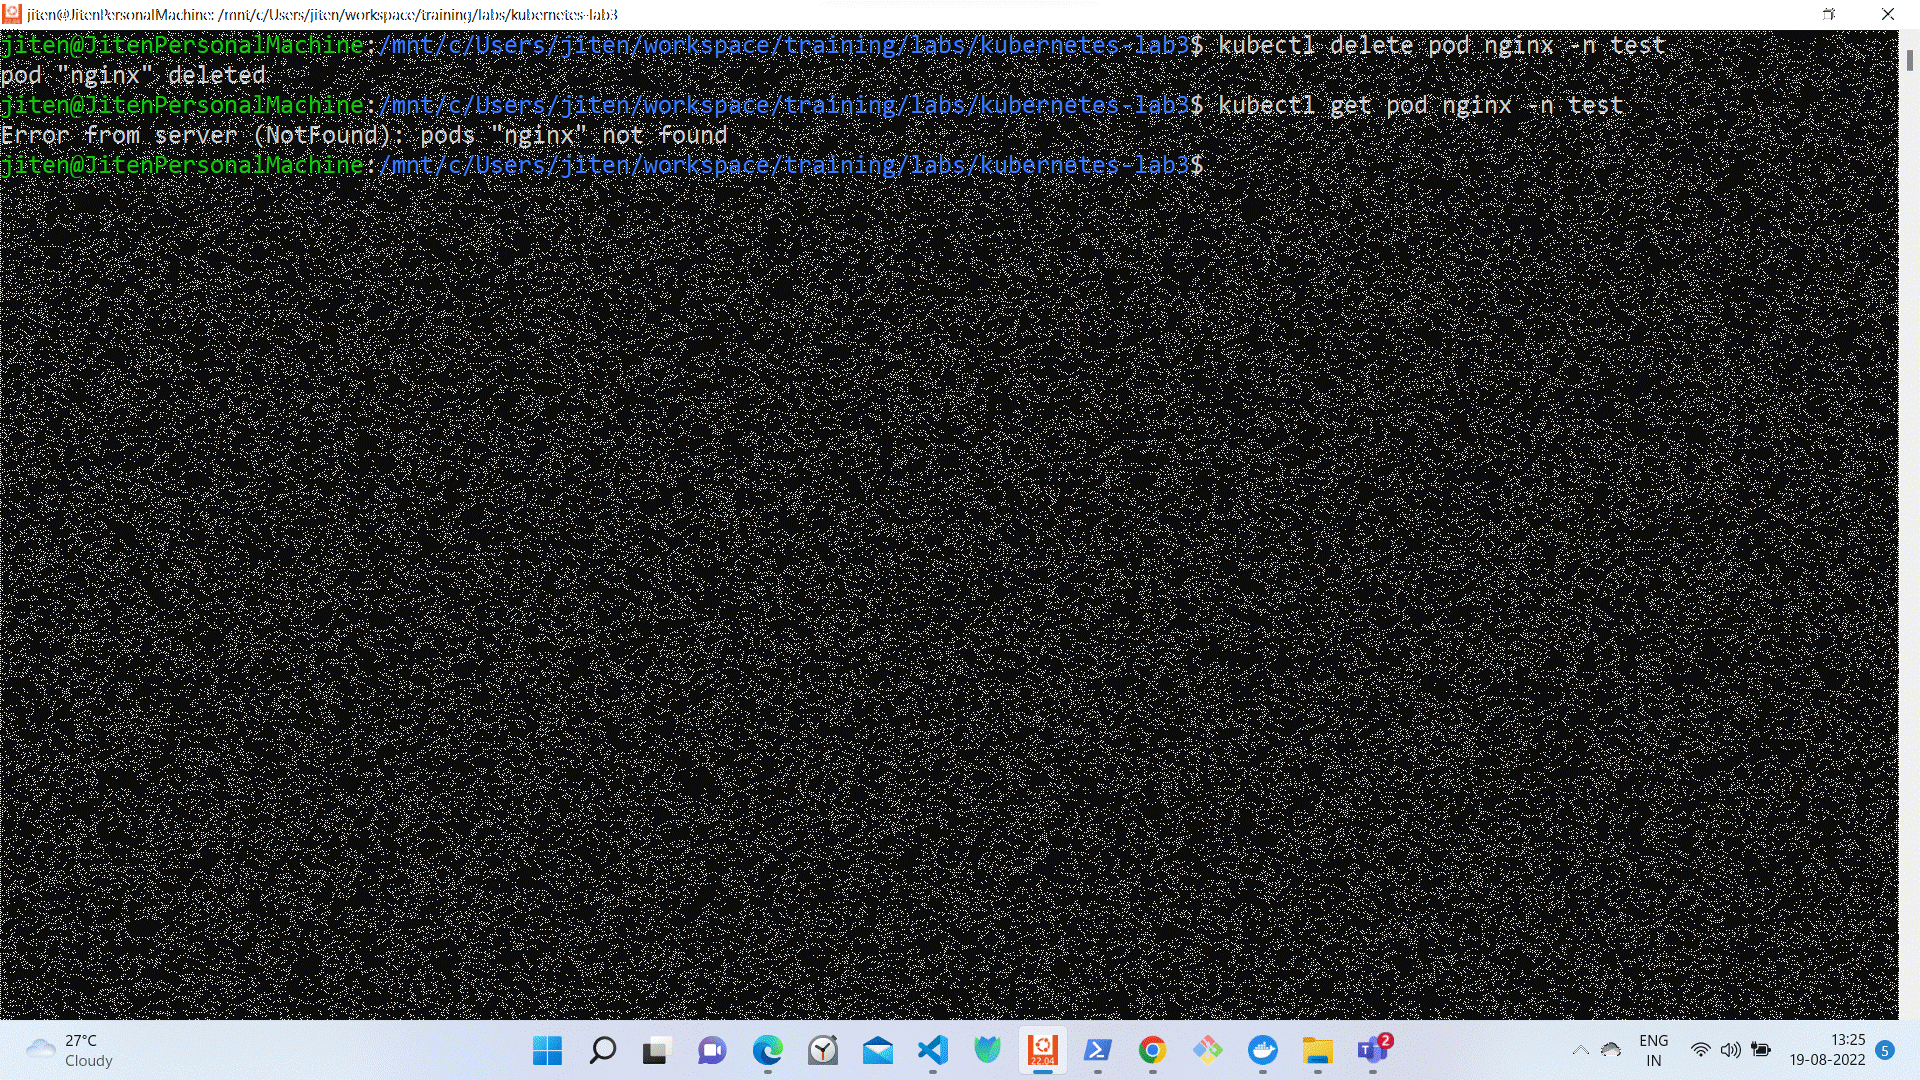 jiten@JitenPersonalMachine: /mnt/c/Users/jiten/workspace/training/labs/kubernetes-lab3
jiten@JitenPersonalMachine:/mnt/c/Users/jiten/workspace/training/labs/kubernetes-lab3$ kubectl delete pod nginx -n test
pod "nginx" deleted
jiten@JitenPersonalMachine:/mnt/c/Users/jiten/workspace/training/labs/kubernetes-lab3$ kubectl get pod nginx -n test
Error from server (NotFound): pods "nginx" not found
jiten@JitenPersonalMachine:/mnt/c/Users/jiten/workspace/training/labs/kubernetes-lab3$
27°C
Cloudy
22.04
2
ENG
IN
13:25
19-08-2022
5